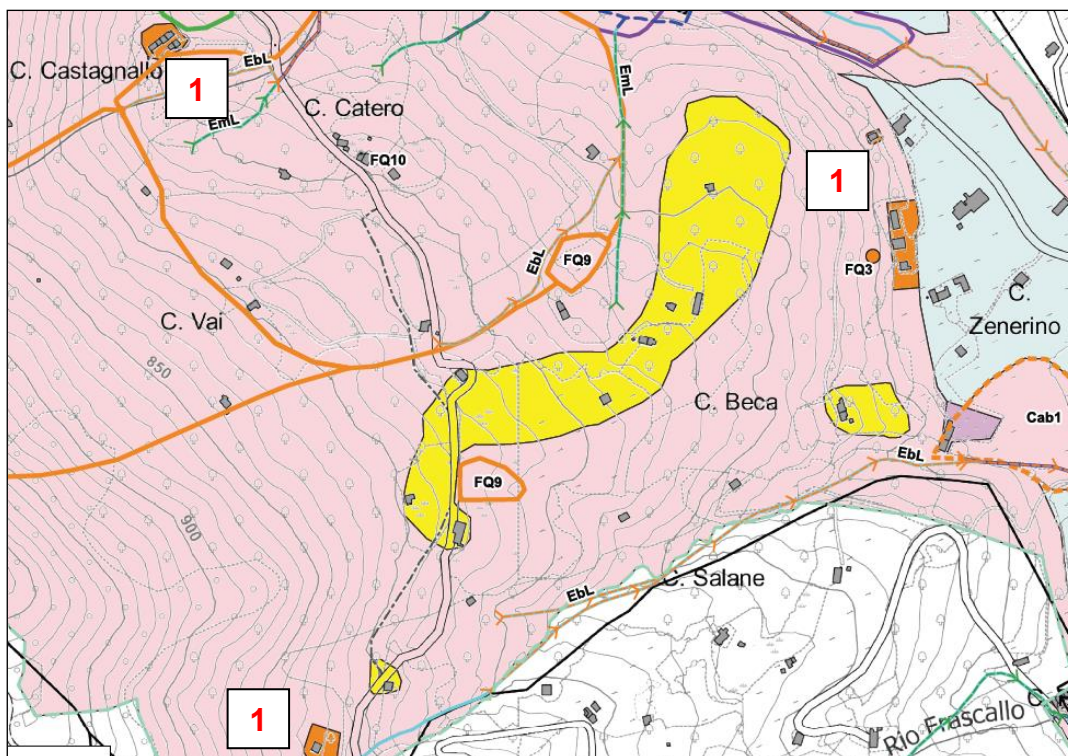 EbL
C. Castagnallo
1
EmL
C. Catero
EmL
FQ10
1
EbL
FQ9
FQ3
C.
Zenerino
C. Vai
850
C. Beca
Cab1
EbL
FQ9
900
C. Salane
EbL
1
Rio Frascallo